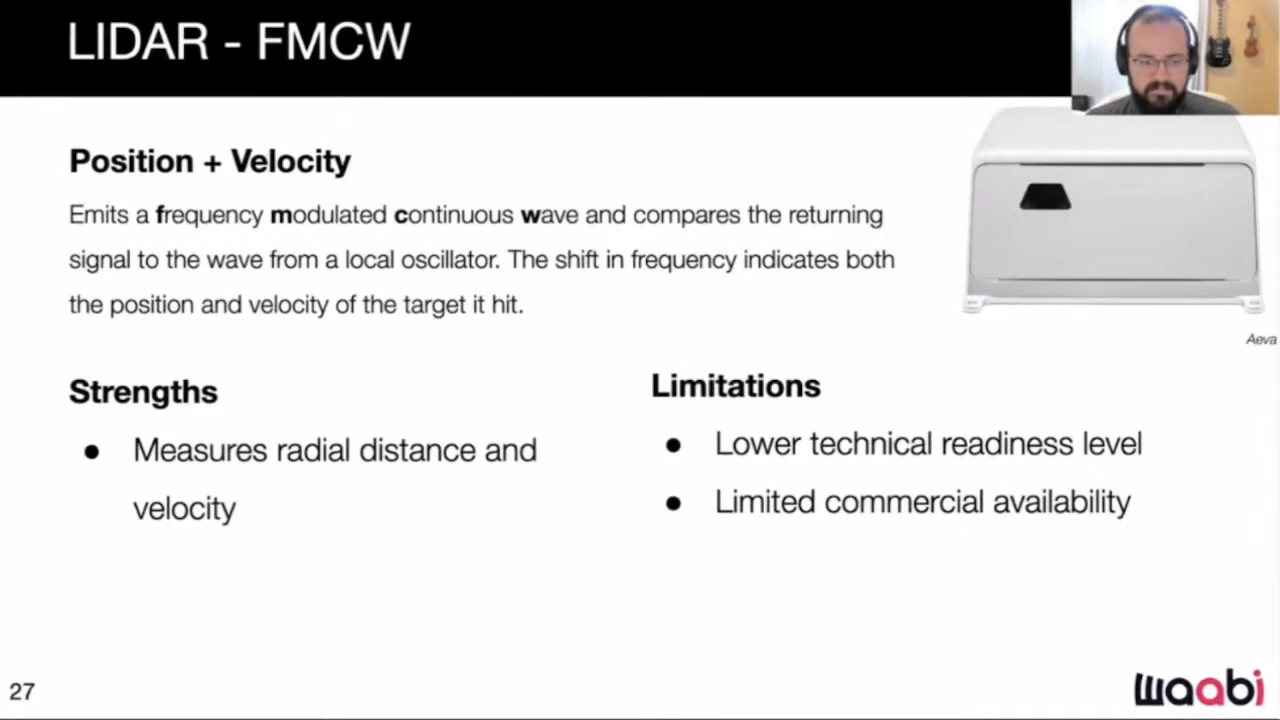 LIDAR - FMCW
Position + Velocity
Emits a frequency modulated continuous wave and compares the returning
signal to the wave from a local oscillator. The shift in frequency indicates both
the position and velocity of the target it hit.
Aeva
Strengths
● Measures radial distance and
velocity
Limitations
● Lower technical readiness level
● Limited commercial availability
27
waabi